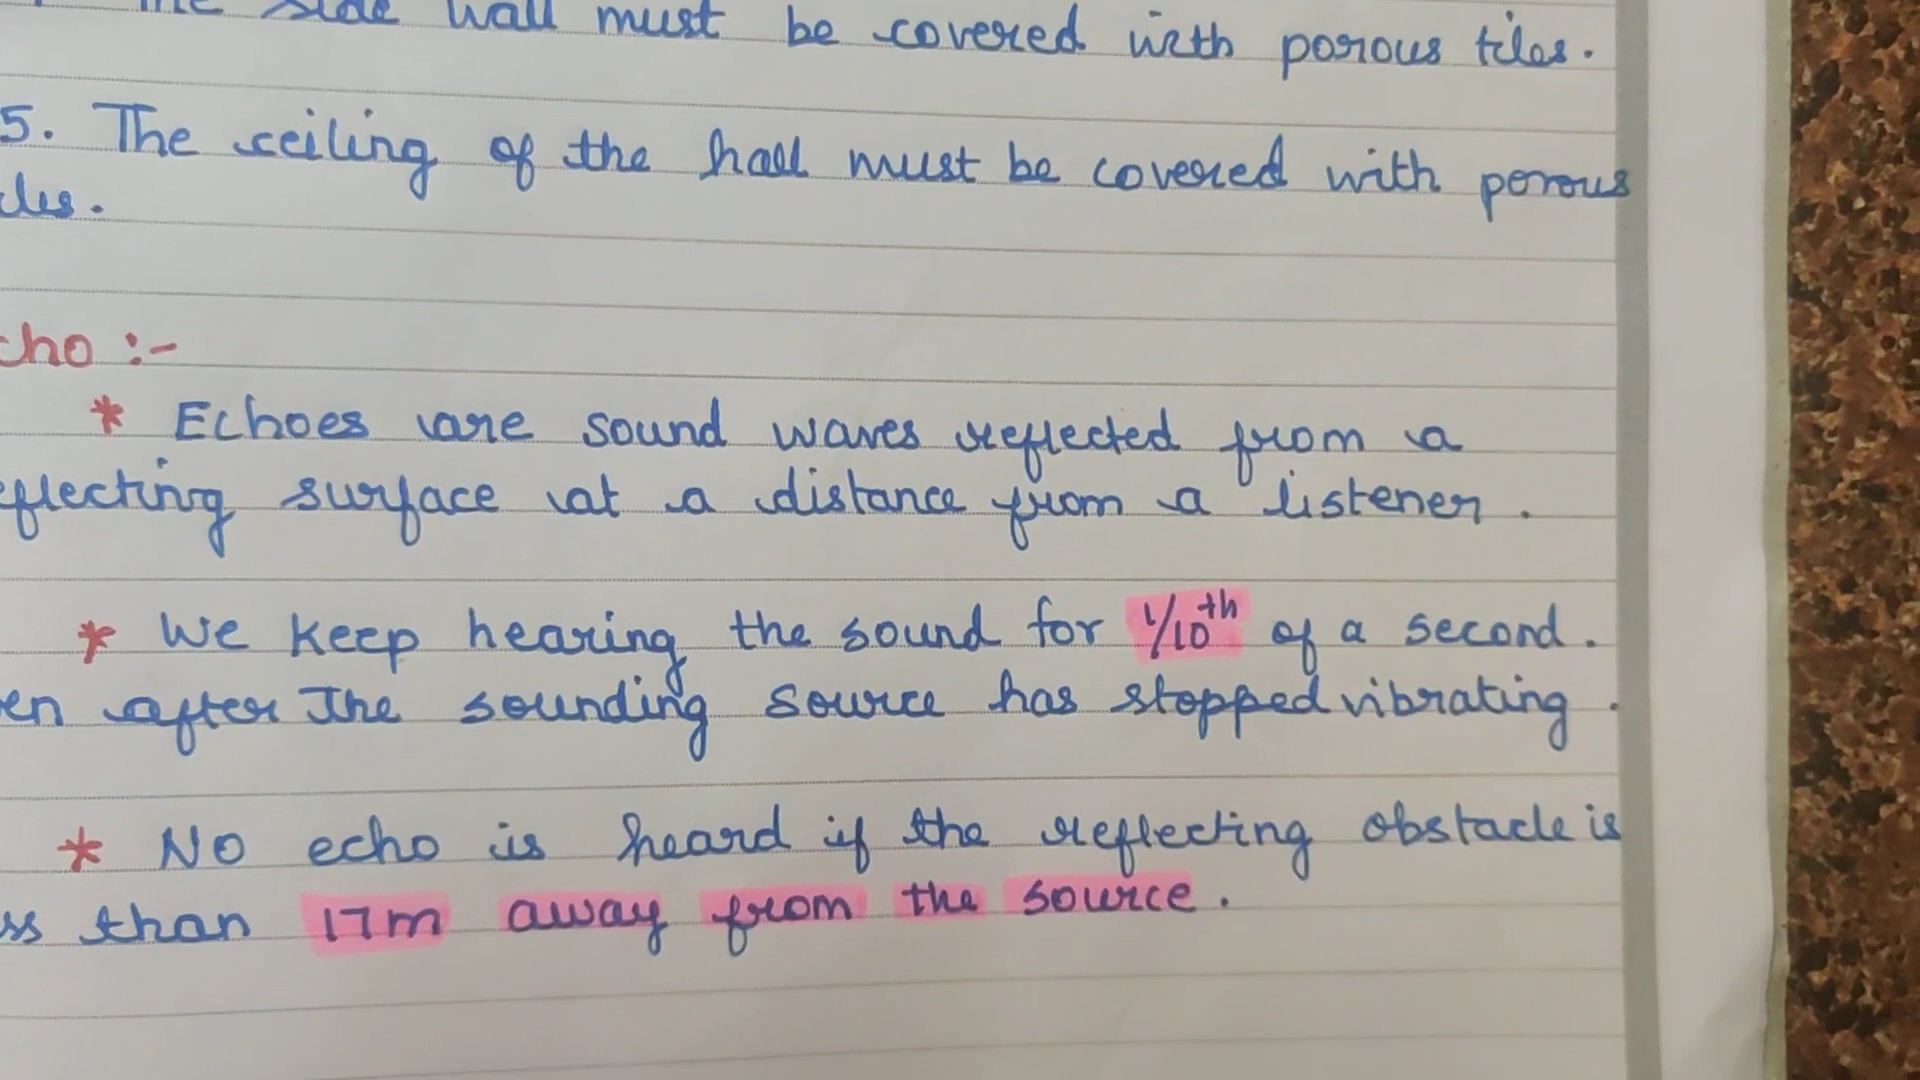 The side wall must be covered with porous tiles.
5. The ceiling of the hall must be covered with porous
les.
cho :-
* Echoes are sound waves reflected from a
eflecting surface at a distance from a listener.
* We keep hearing the sound for 1/10th of a second.
en after The sounding source has stopped vibrating.
* No echo is heard if the reflecting obstacle is
ss than 17m away from the source.